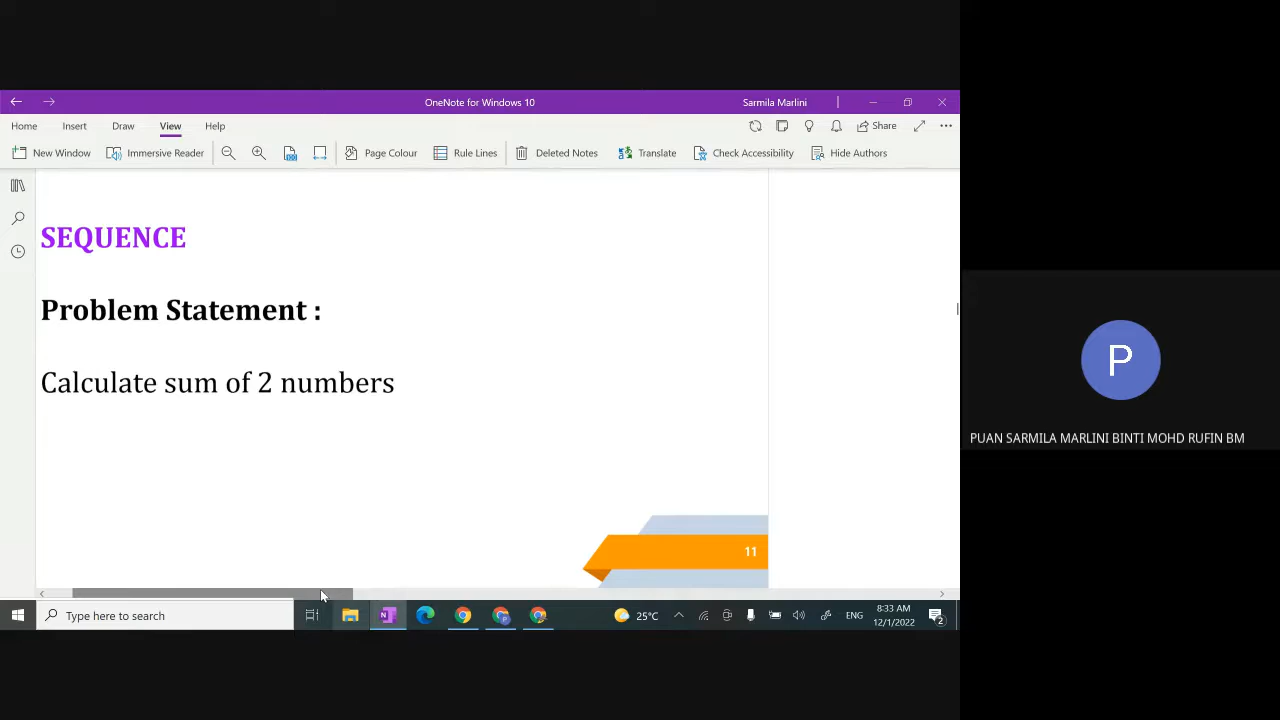 OneNote for Windows 10
Sarmila Marlini
Home Insert Draw View Help
Share
New Window Immersive Reader Page Colour Rule Lines Deleted Notes Translate Check Accessibility Hide Authors
SEQUENCE
Problem Statement :
Calculate sum of 2 numbers
11
P
PUAN SARMILA MARLINI BINTI MOHD RUFIN BM
Type here to search
25°C
ENG
8:33 AM
12/1/2022
2